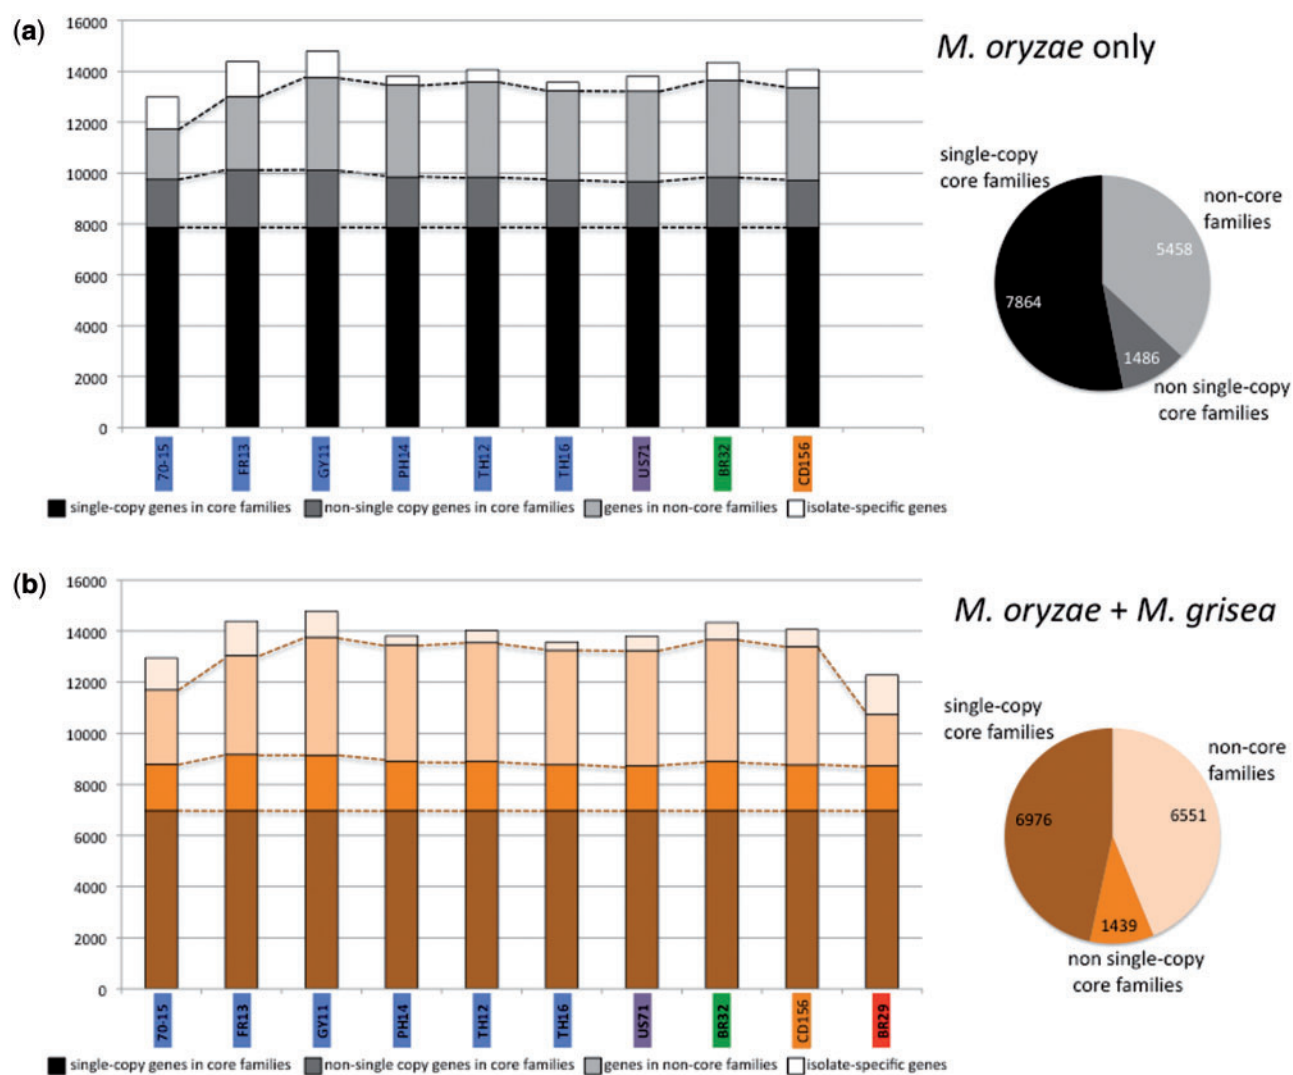 (a)
16000
14000
12000
10000
8000
6000
4000
2000
0
70-15
FR13
GY11
PH14
TH12
TH16
US71
BR32
CD156
single-copy genes in core families non-single copy genes in core families genes in non-core families isolate-specific genes
M. oryzae only
single-copy
core families
non-core
families
5458
7864
1486
non single-copy
core families
(b)
16000
14000
12000
10000
8000
6000
4000
2000
0
70-15
FR13
GY11
PH14
TH12
TH16
US71
BR32
CD156
BR29
single-copy genes in core families non-single copy genes in core families genes in non-core families isolate-specific genes
M. oryzae + M. grisea
single-copy
core families
non-core
families
6976
6551
1439
non single-copy
core families